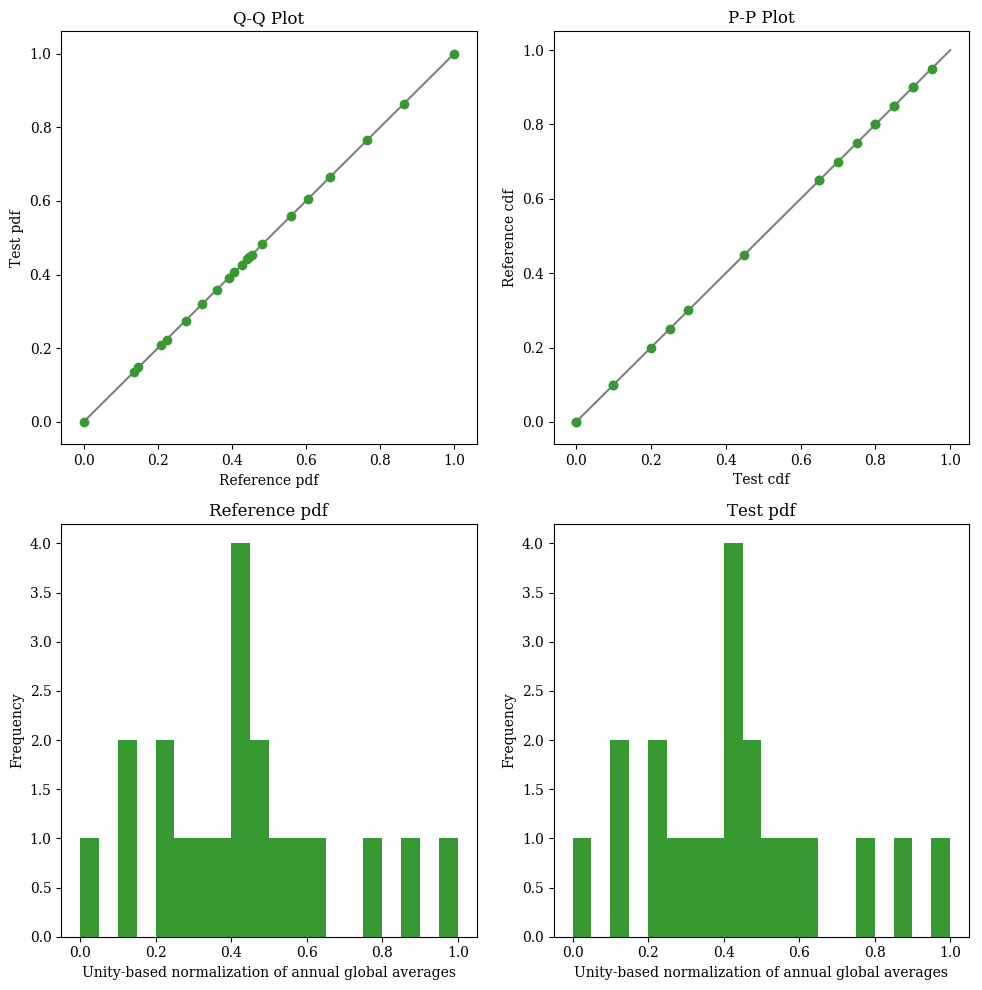 Q-Q Plot
1.0
0.8
0.6
0.4
0.2
0.0
Test pdf
0.0 0.2 0.4 0.6 0.8 1.0
Reference pdf
P-P Plot
1.0
0.8
0.6
0.4
0.2
0.0
Reference cdf
0.0 0.2 0.4 0.6 0.8 1.0
Test cdf
Reference pdf
4.0
3.5
3.0
2.5
2.0
1.5
1.0
0.5
0.0
Frequency
0.0 0.2 0.4 0.6 0.8 1.0
Unity-based normalization of annual global averages
Test pdf
4.0
3.5
3.0
2.5
2.0
1.5
1.0
0.5
0.0
Frequency
0.0 0.2 0.4 0.6 0.8 1.0
Unity-based normalization of annual global averages